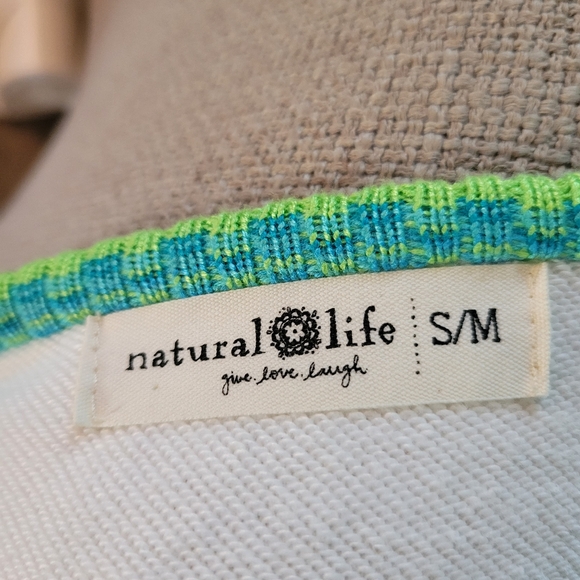 natural life S/M
give. love. laugh